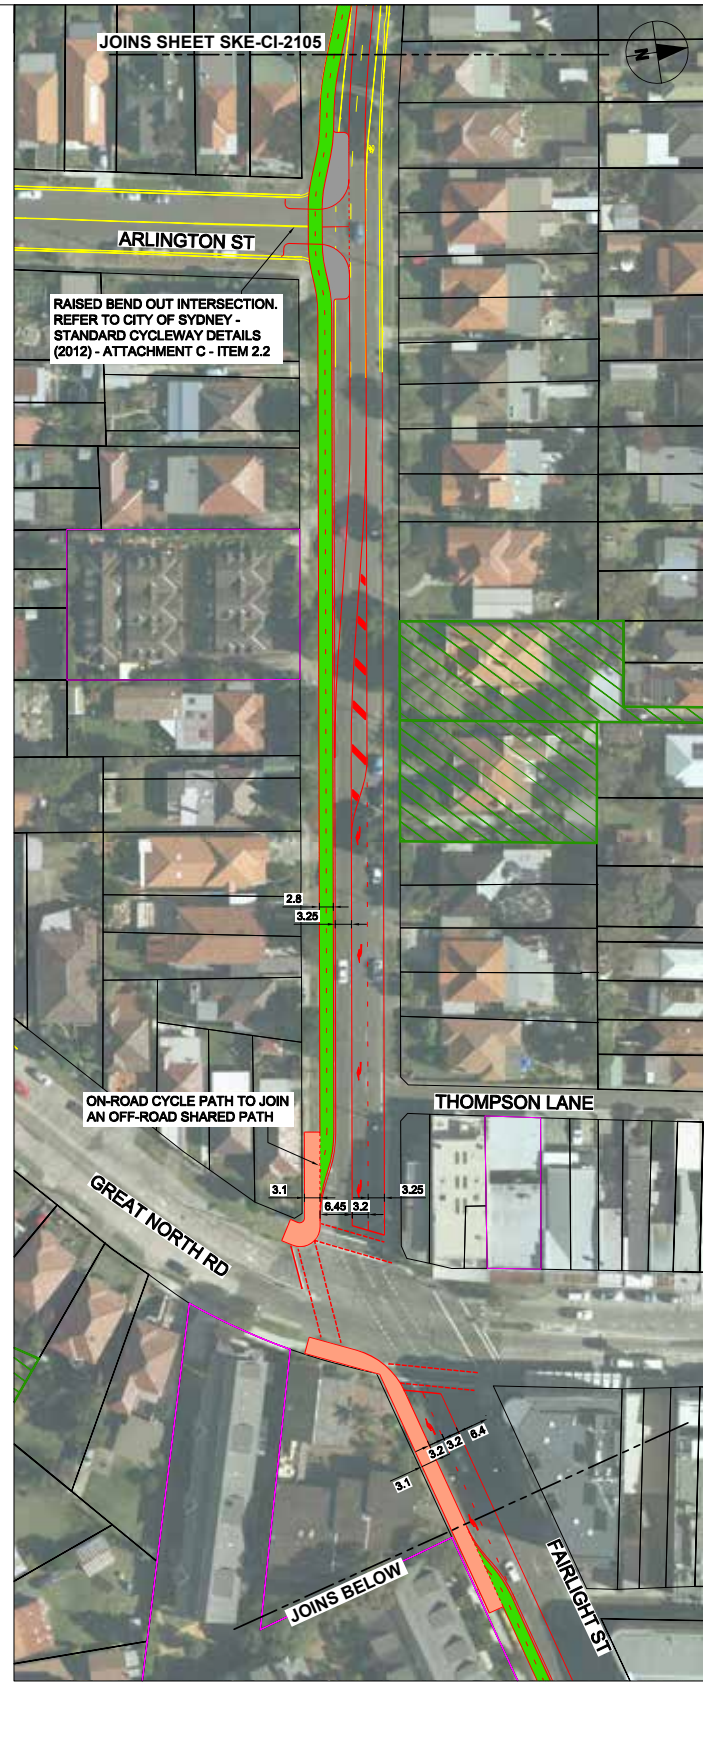 JOINS SHEET SKE-CI-2105
N
ARLINGTON ST
RAISED BEND OUT INTERSECTION.
REFER TO CITY OF SYDNEY -
STANDARD CYCLEWAY DETAILS
(2012) - ATTACHMENT C - ITEM 2.2
2.8
3.25
ON-ROAD CYCLE PATH TO JOIN
AN OFF-ROAD SHARED PATH
THOMPSON LANE
3.1
6.45
3.2
3.25
GREAT NORTH RD
3.1
3.2
3.2
6.4
JOINS BELOW
FAIRLIGHT ST